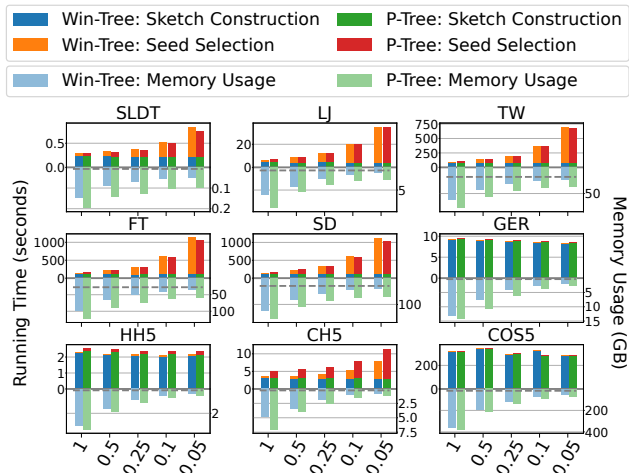 Win-Tree: Sketch Construction P-Tree: Sketch Construction
Win-Tree: Seed Selection P-Tree: Seed Selection
Win-Tree: Memory Usage P-Tree: Memory Usage
Running Time (seconds)
Memory Usage (GB)
SLDT LJ TW
0.5 20 750
500
250
0.0 0 0
0.1 5 50
0.2
FT SD GER
1000 1000 10
500 500 5
0 0 0
50 100 5
100 10
15
HH5 CH5 COS5
2 10 200
1 5
0 0 0
2 2.5 200
5.0
7.5 400
1 0.5 0.25 0.1 0.05 1 0.5 0.25 0.1 0.05 1 0.5 0.25 0.1 0.05